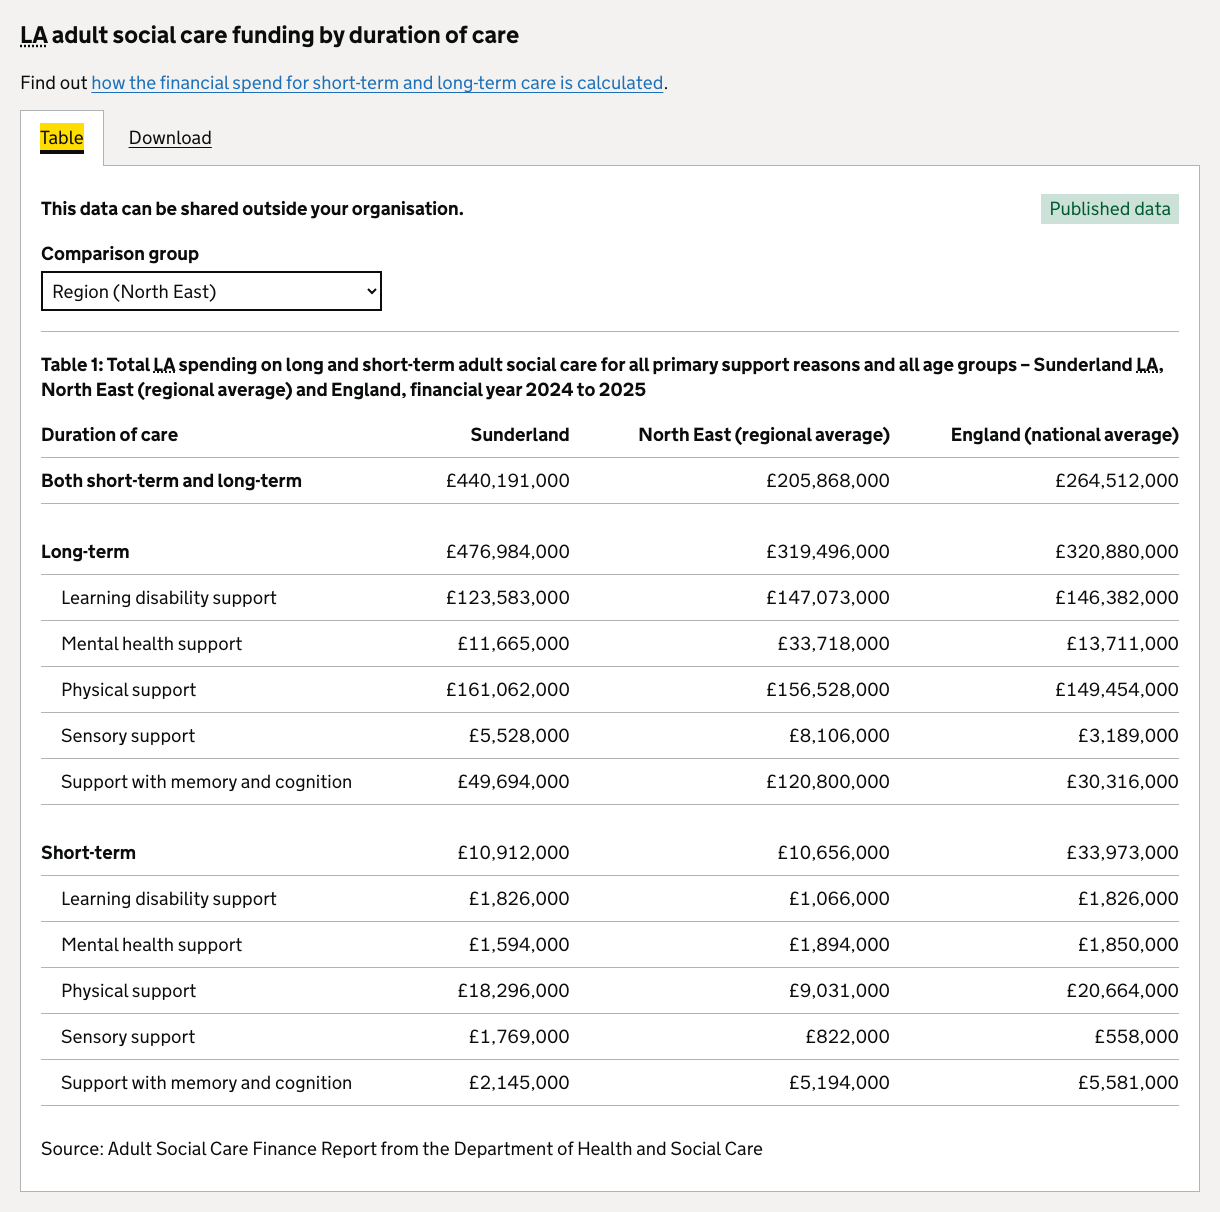 LA adult social care funding by duration of care
Find out how the financial spend for short-term and long-term care is calculated.
Table Download
This data can be shared outside your organisation. Published data
Comparison group
Region (North East)
Table 1: Total LA spending on long and short-term adult social care for all primary support reasons and all age groups – Sunderland LA,
North East (regional average) and England, financial year 2024 to 2025
Duration of care Sunderland North East (regional average) England (national average)
Both short-term and long-term £440,191,000 £205,868,000 £264,512,000
Long-term £476,984,000 £319,496,000 £320,880,000
Learning disability support £123,583,000 £147,073,000 £146,382,000
Mental health support £11,665,000 £33,718,000 £13,711,000
Physical support £161,062,000 £156,528,000 £149,454,000
Sensory support £5,528,000 £8,106,000 £3,189,000
Support with memory and cognition £49,694,000 £120,800,000 £30,316,000
Short-term £10,912,000 £10,656,000 £33,973,000
Learning disability support £1,826,000 £1,066,000 £1,826,000
Mental health support £1,594,000 £1,894,000 £1,850,000
Physical support £18,296,000 £9,031,000 £20,664,000
Sensory support £1,769,000 £822,000 £558,000
Support with memory and cognition £2,145,000 £5,194,000 £5,581,000
Source: Adult Social Care Finance Report from the Department of Health and Social Care